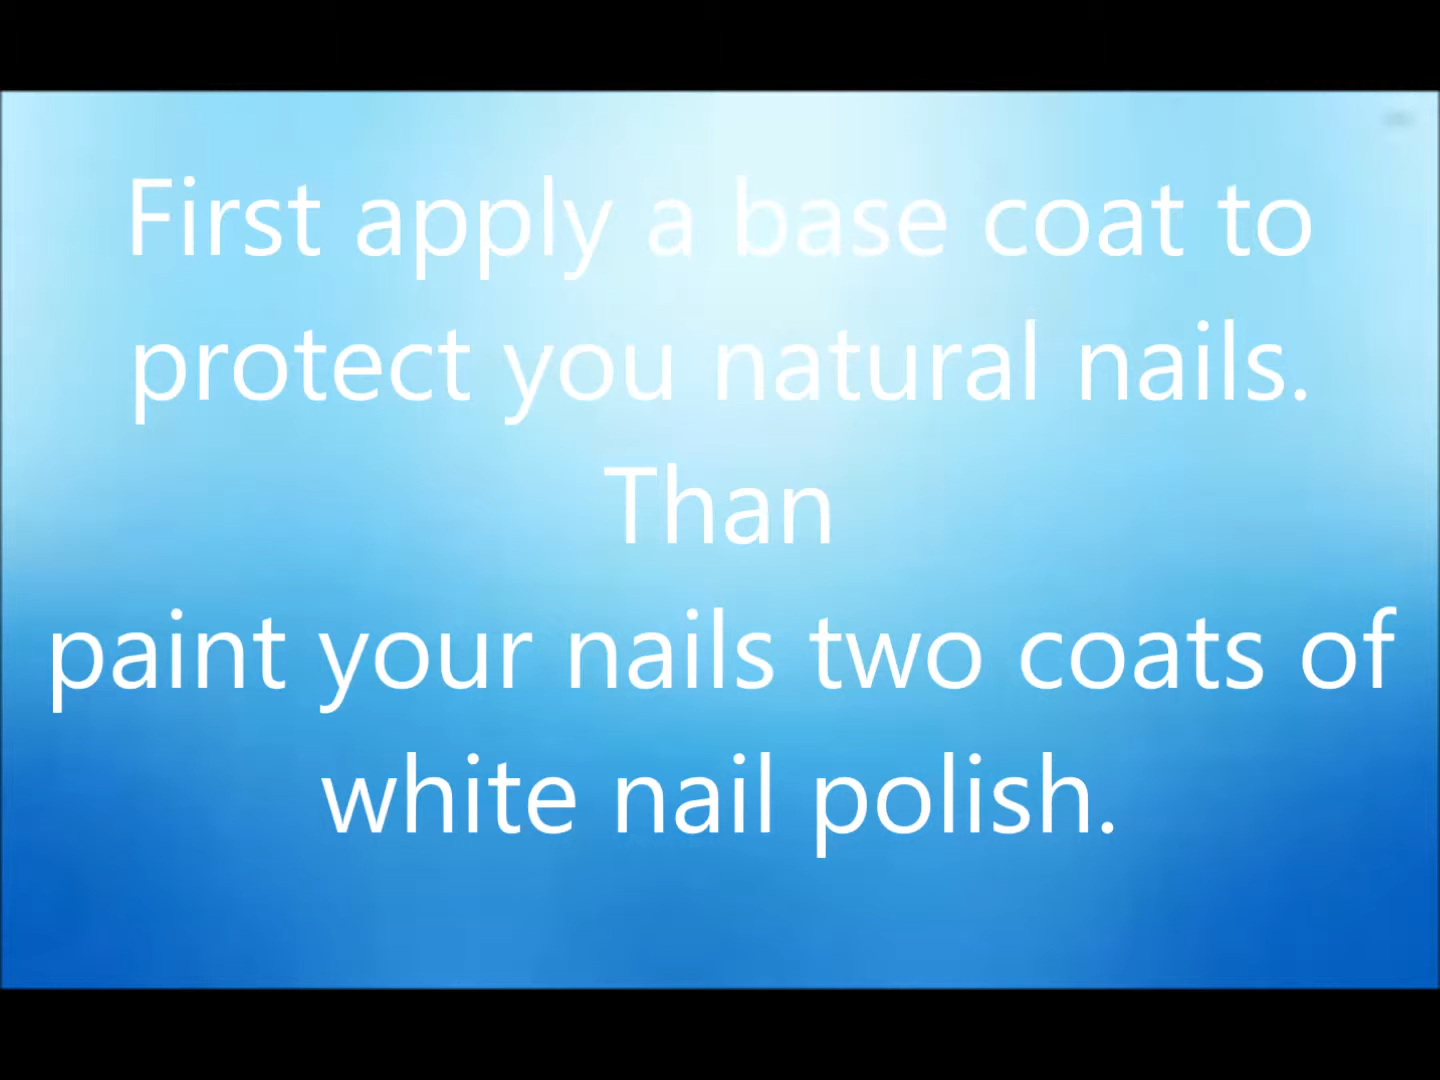 First apply a base coat to
protect you natural nails.
Than
paint your nails two coats of
white nail polish.